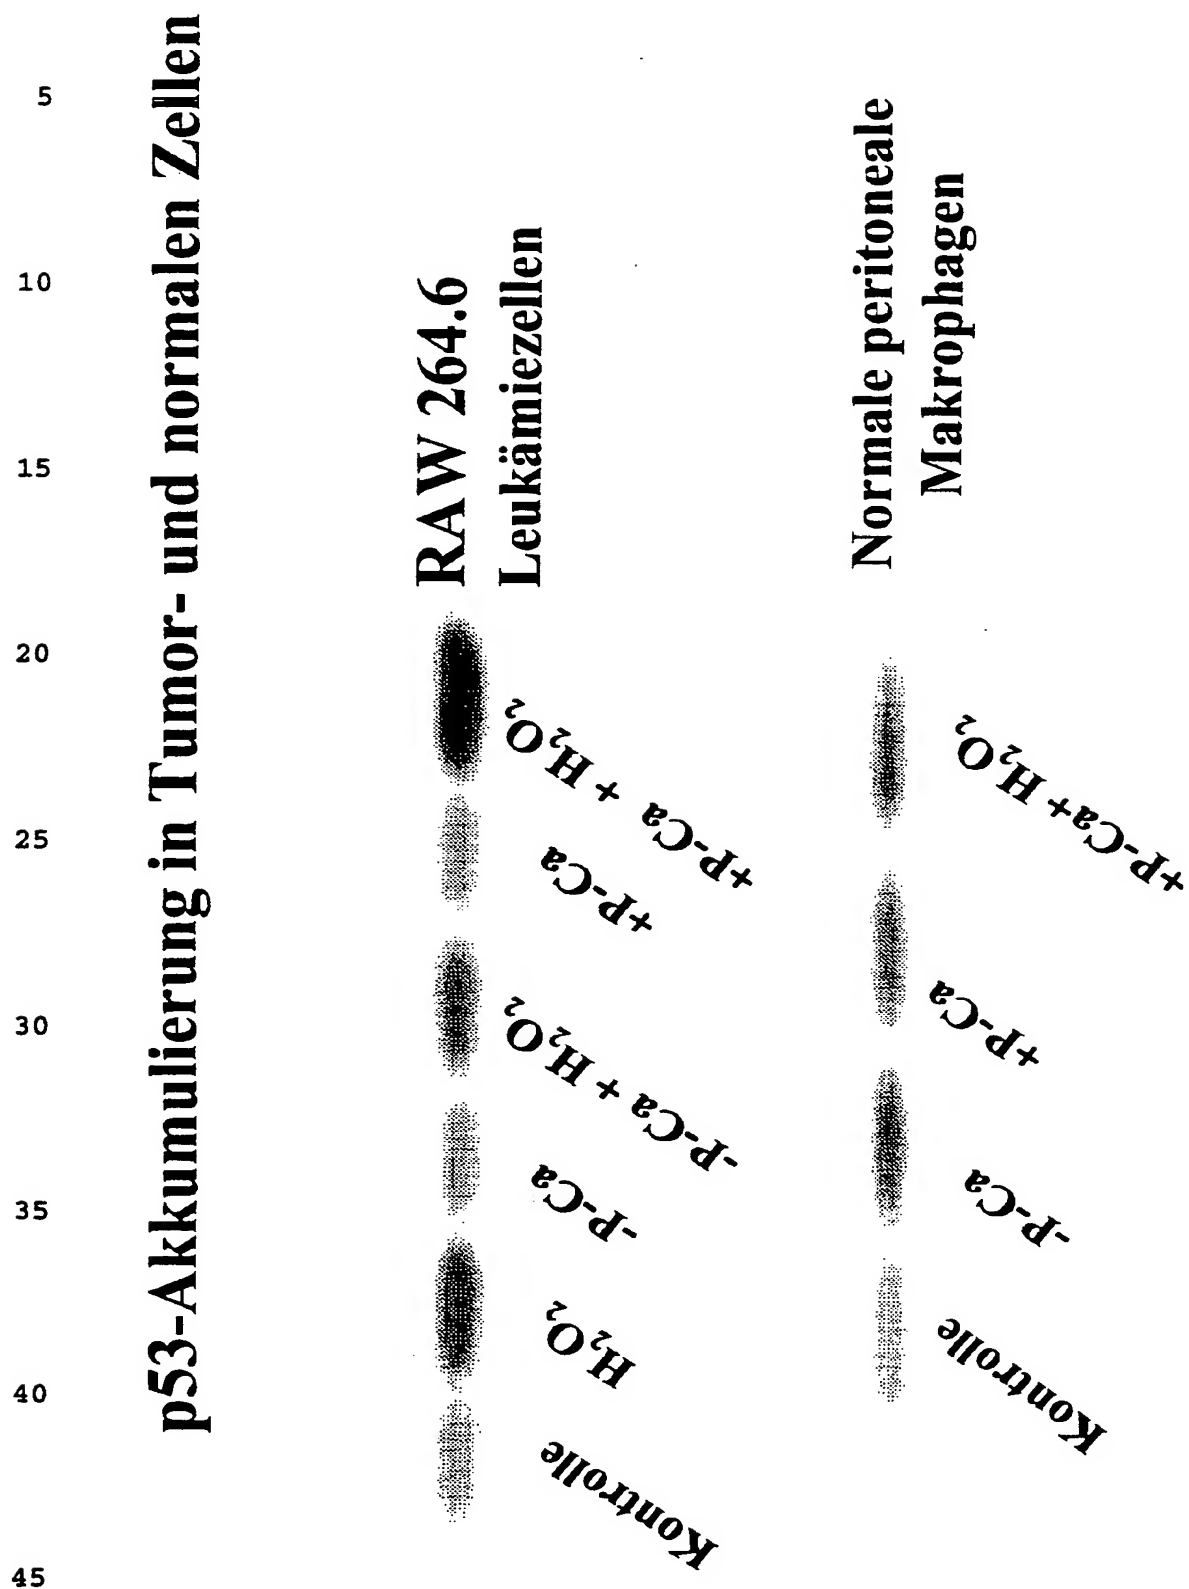 p53-Akkumulierung in Tumor- und normalen Zellen
RAW 264.6
Leukämiezellen
Kontrolle
H₂O₂
-P-Ca
-P-Ca + H₂O₂
+P-Ca
+P-Ca + H₂O₂
Normale peritoneale
Makrophagen
Kontrolle
-P-Ca
+P-Ca
+P-Ca+ H₂O₂
5
10
15
20
25
30
35
40
45